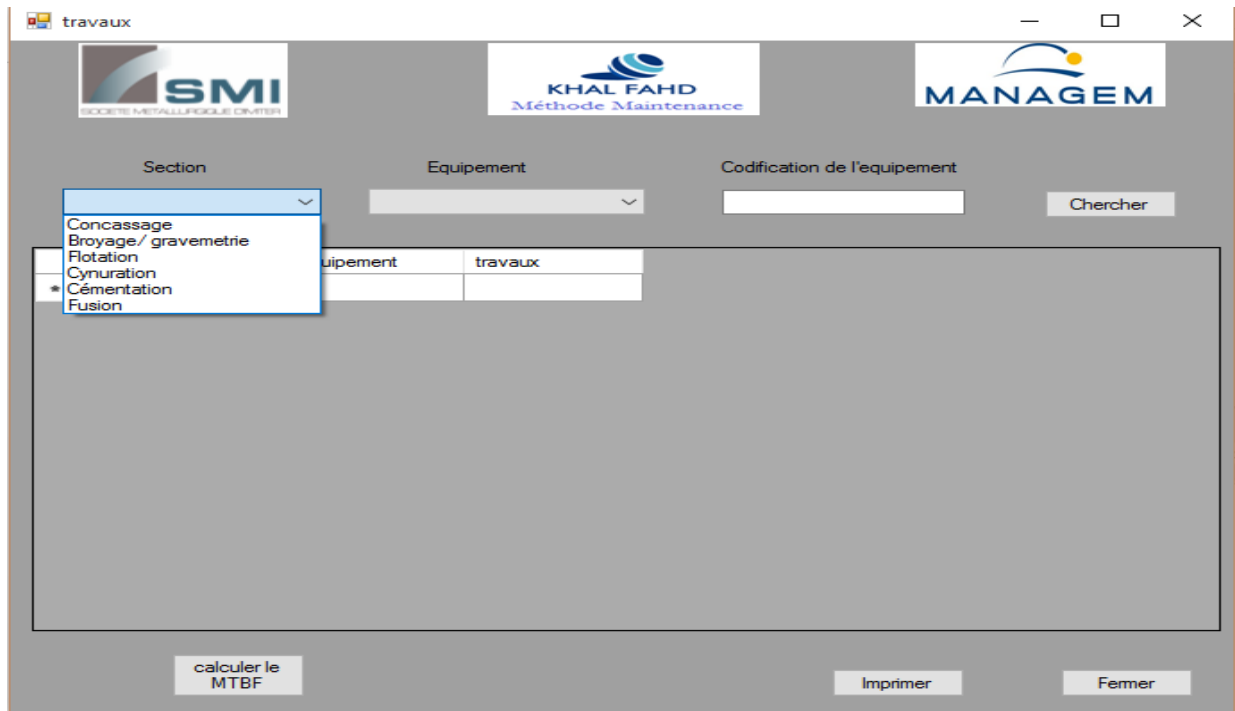 travaux
SMI
SOCIETE METALLURGIQUE D'IMITER
KHAL FAHD
Méthode Maintenance
MANAGEM
Section
Equipement
Codification de l'equipement
Chercher
Concassage
Broyage/ gravemetrie
Flotation
Cynuration
Cémentation
Fusion
uipement
travaux
calculer le
MTBF
Imprimer
Fermer